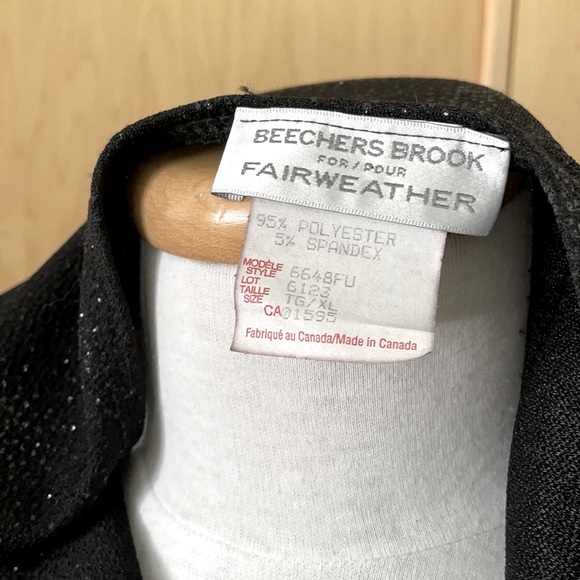 BEECHERS BROOK
FOR/POUR
FAIRWEATHER
95% POLYESTER
5% SPANDEX
MODÈLE
STYLE 6648FU
LOT 6123
TAILLE
SIZE TG/XL
CA01595
Fabriqué au Canada/Made in Canada